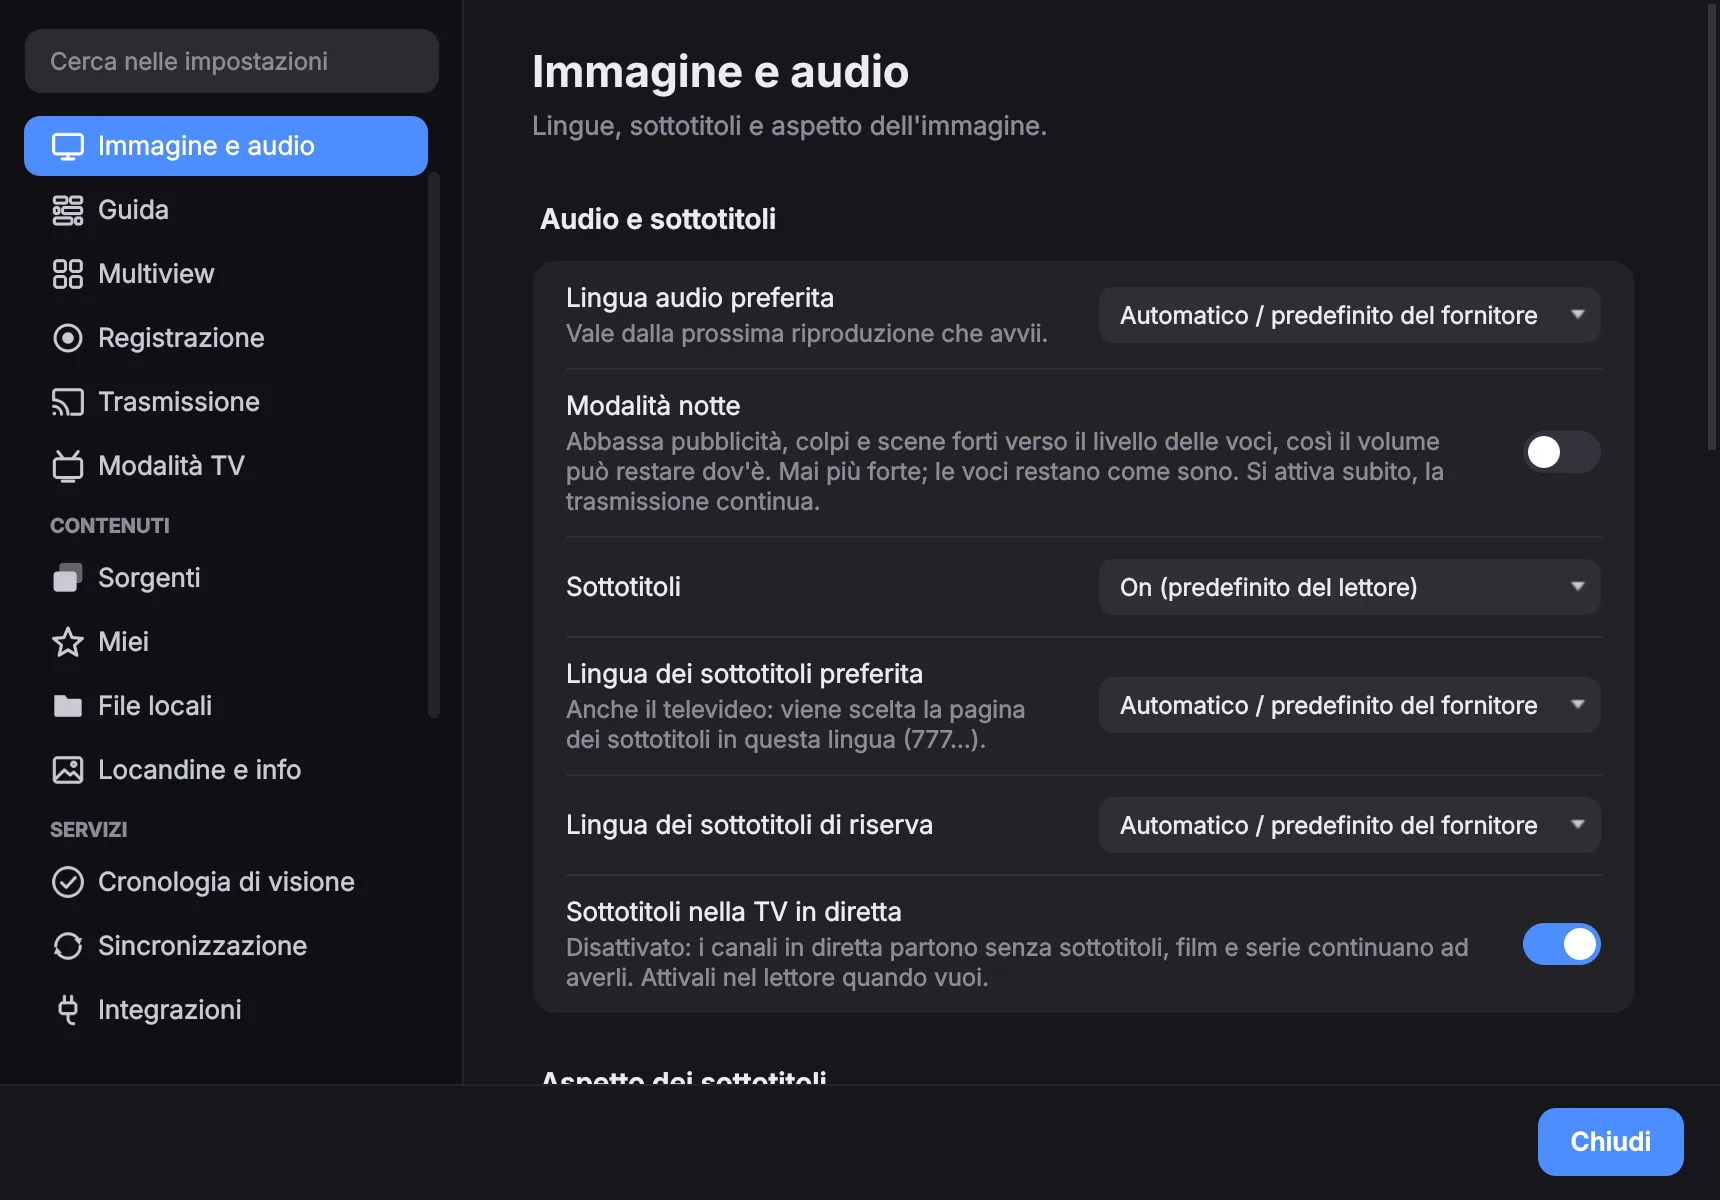 Cerca nelle impostazioni
Immagine e audio
Guida
Multiview
Registrazione
Trasmissione
Modalità TV
CONTENUTI
Sorgenti
Miei
File locali
Locandine e info
SERVIZI
Cronologia di visione
Sincronizzazione
Integrazioni
Immagine e audio
Lingue, sottotitoli e aspetto dell'immagine.
Audio e sottotitoli
Lingua audio preferita
Vale dalla prossima riproduzione che avvii.
Automatico / predefinito del fornitore
Modalità notte
Abbassa pubblicità, colpi e scene forti verso il livello delle voci, così il volume
può restare dov'è. Mai più forte; le voci restano come sono. Si attiva subito, la
trasmissione continua.
Sottotitoli
On (predefinito del lettore)
Lingua dei sottotitoli preferita
Anche il televideo: viene scelta la pagina
dei sottotitoli in questa lingua (777…).
Automatico / predefinito del fornitore
Lingua dei sottotitoli di riserva
Automatico / predefinito del fornitore
Sottotitoli nella TV in diretta
Disattivato: i canali in diretta partono senza sottotitoli, film e serie continuano ad
averli. Attivali nel lettore quando vuoi.
Aspetto dei sottotitoli
Chiudi